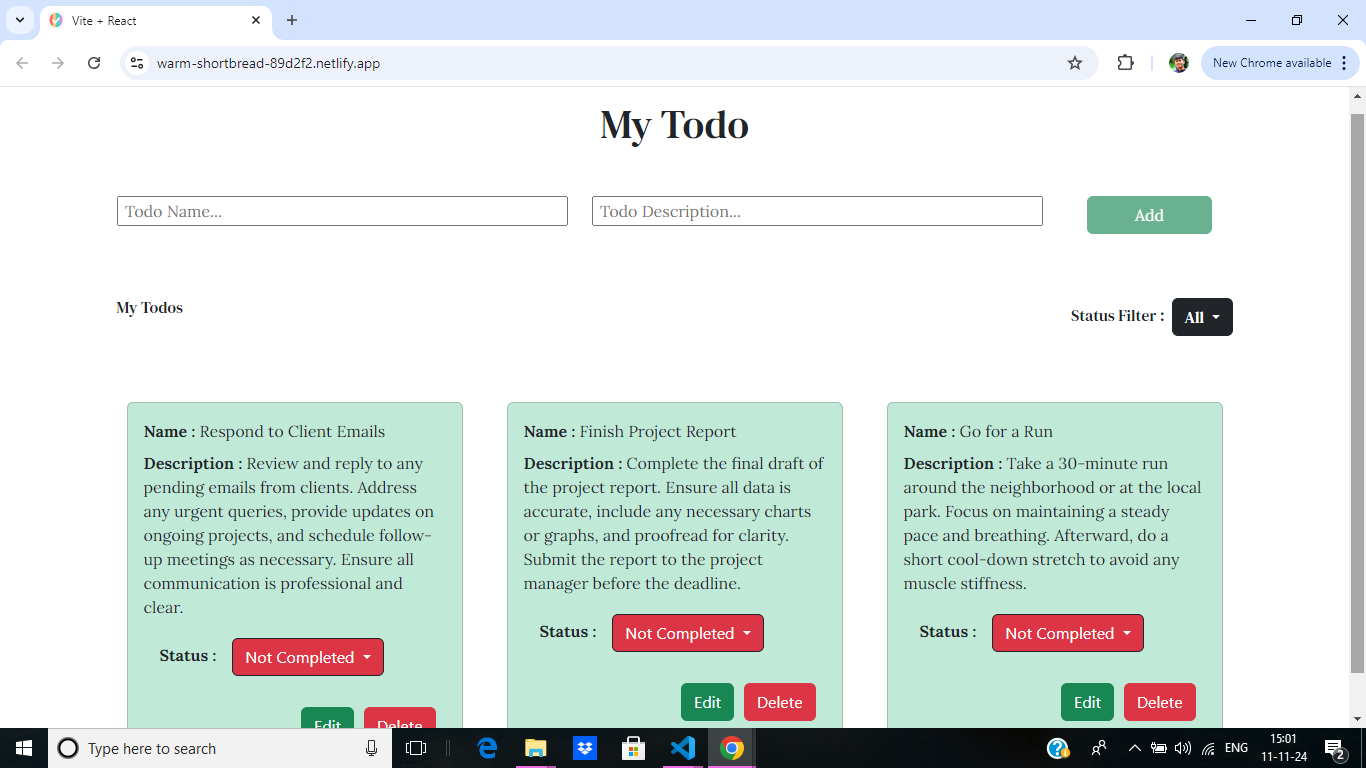 Vite + React
warm-shortbread-89d2f2.netlify.app
New Chrome available
My Todo
Todo Name...
Todo Description...
Add
My Todos
Status Filter :
All
Name : Respond to Client Emails
Description : Review and reply to any
pending emails from clients. Address
any urgent queries, provide updates on
ongoing projects, and schedule follow-
up meetings as necessary. Ensure all
communication is professional and
clear.
Status :
Not Completed
Edit
Delete
Name : Finish Project Report
Description : Complete the final draft of
the project report. Ensure all data is
accurate, include any necessary charts
or graphs, and proofread for clarity.
Submit the report to the project
manager before the deadline.
Status :
Not Completed
Edit
Delete
Name : Go for a Run
Description : Take a 30-minute run
around the neighborhood or at the local
park. Focus on maintaining a steady
pace and breathing. Afterward, do a
short cool-down stretch to avoid any
muscle stiffness.
Status :
Not Completed
Edit
Delete
Type here to search
ENG
15:01
11-11-24
2